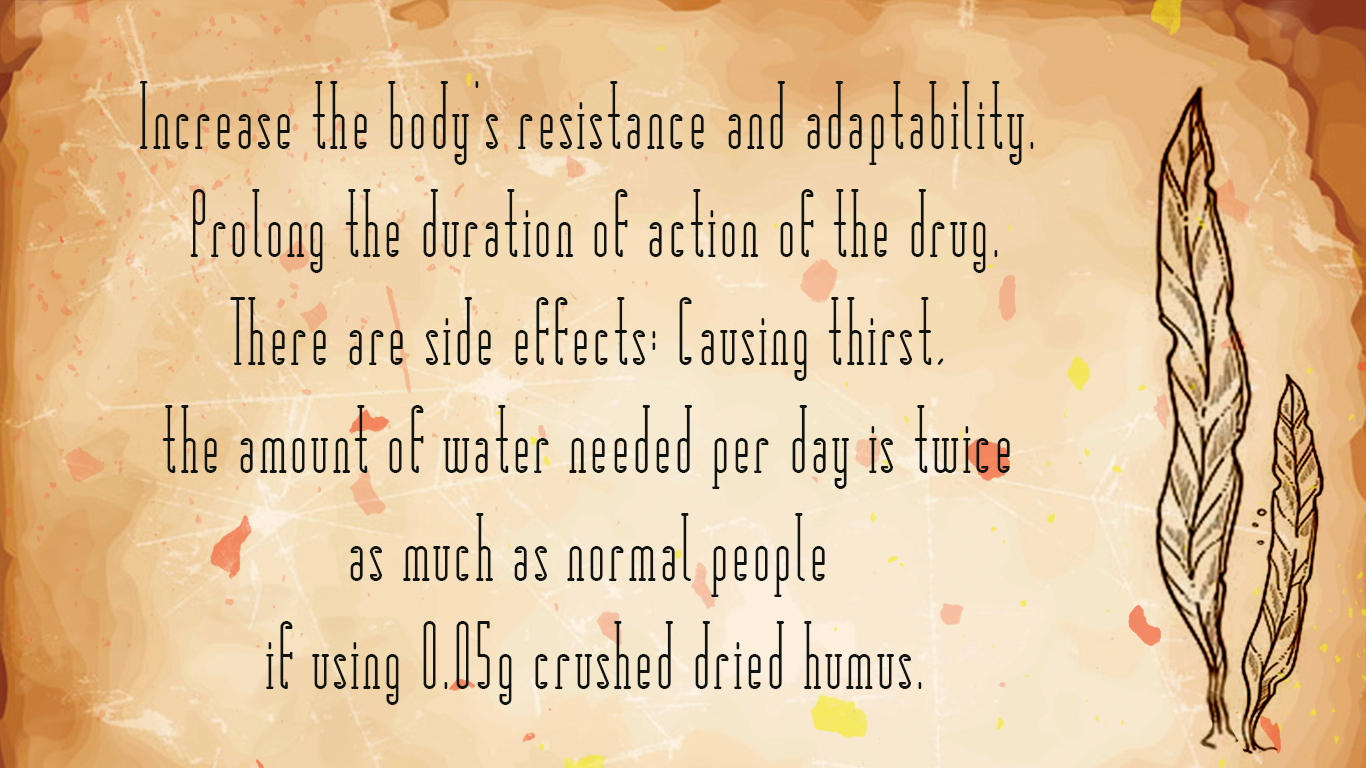 Increase the body's resistance and adaptability.
Prolong the duration of action of the drug.
There are side effects: Causing thirst,
the amount of water needed per day is twice
as much as normal people
if using 0.05g crushed dried humus.